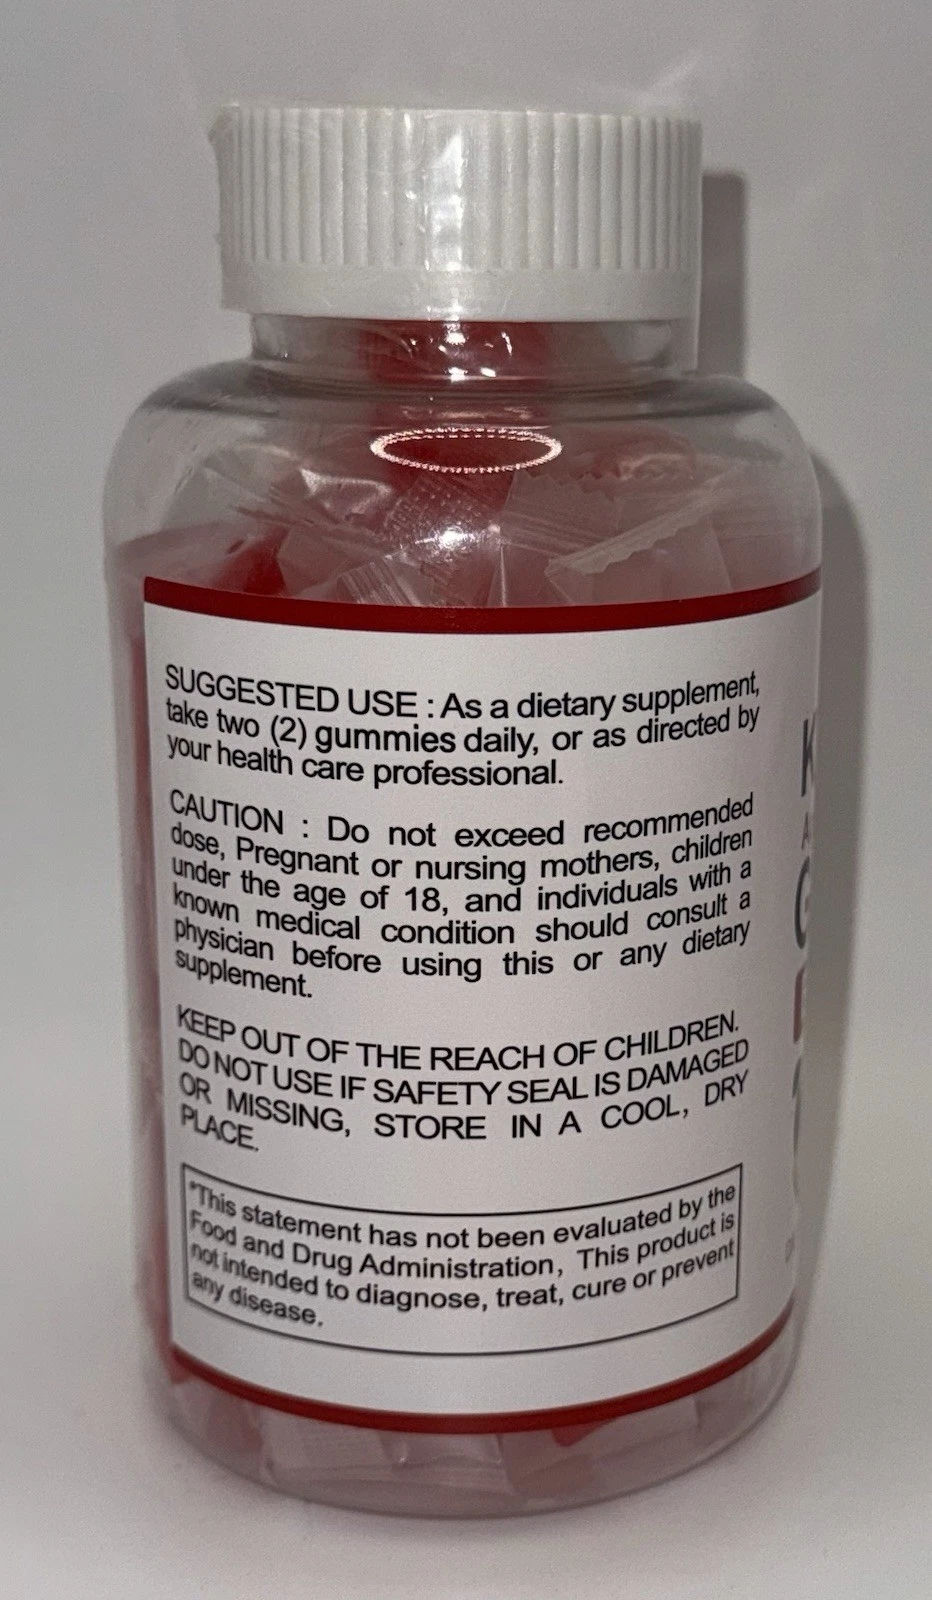 SUGGESTED USE : As a dietary supplement,
take two (2) gummies daily, or as directed by
your health care professional.
CAUTION : Do not exceed recommended
dose, Pregnant or nursing mothers, children
under the age of 18, and individuals with a
known medical condition should consult a
physician before using this or any dietary
supplement.
KEEP OUT OF THE REACH OF CHILDREN.
DO NOT USE IF SAFETY SEAL IS DAMAGED
OR MISSING, STORE IN A COOL, DRY
PLACE.
*This statement has not been evaluated by the
Food and Drug Administration, This product is
not intended to diagnose, treat, cure or prevent
any disease.